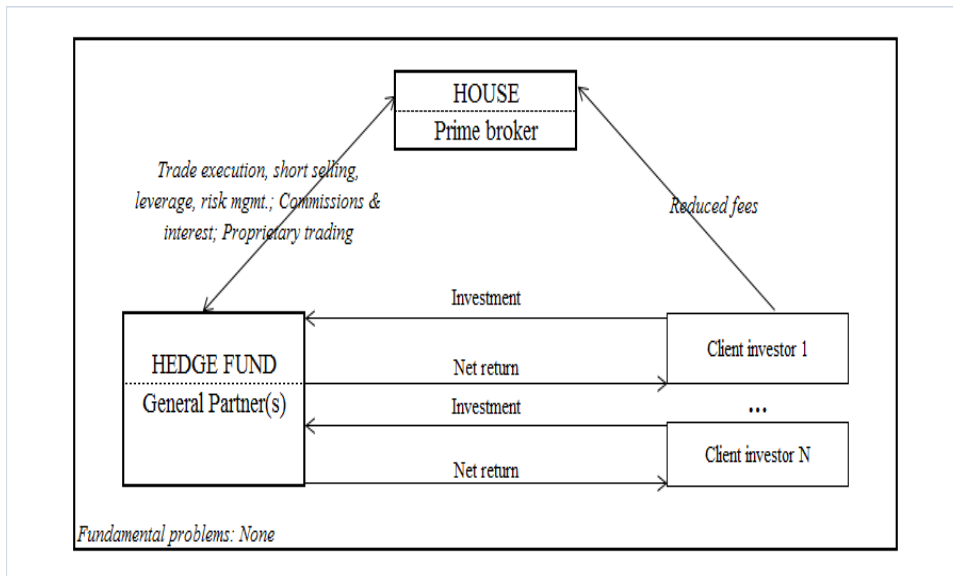 HOUSE
Prime broker
Trade execution, short selling,
leverage, risk mgmt.; Commissions &
interest; Proprietary trading
Reduced fees
Investment
Client investor 1
HEDGE FUND
Net return
General Partner(s)
Investment
...
Client investor N
Net return
Fundamental problems: None